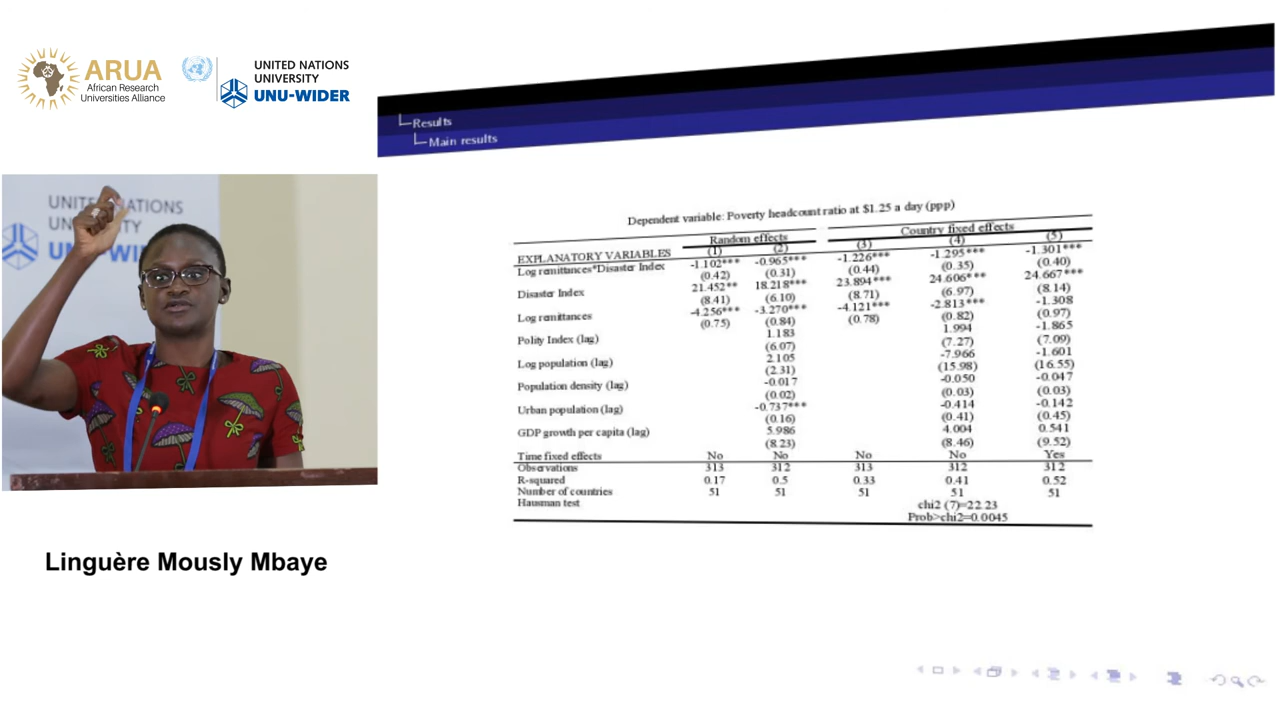 ARUA
African Research
Universities Alliance
UNITED NATIONS
UNIVERSITY
UNU-WIDER
Results
Main results
UNITED NATIONS
Linguère Mously Mbaye
Dependent variable: Poverty headcount ratio at $1.25 a day (ppp)
Random effects Country fixed effects
EXPLANATORY VARIABLES (1) (2) (3) (4) (5)
Log remittances*Disaster Index -1.102*** -0.965*** -1.226*** -1.295*** -1.301***
(0.42) (0.31) (0.44) (0.35) (0.40)
Disaster Index 21.452** 18.218*** 23.894*** 24.606*** 24.667***
(8.41) (6.10) (8.71) (6.97) (8.14)
Log remittances -4.256*** -3.270*** -4.121*** -2.813*** -1.308
(0.75) (0.84) (0.78) (0.82) (0.97)
Polity Index (lag) 1.183 1.994 -1.865
(6.07) (7.27) (7.09)
Log population (lag) 2.105 -7.966 -1.601
(2.31) (15.98) (16.55)
Population density (lag) -0.017 -0.050 -0.047
(0.02) (0.03) (0.03)
Urban population (lag) -0.737*** -0.414 -0.142
(0.16) (0.41) (0.45)
GDP growth per capita (lag) 5.986 4.004 0.541
(8.23) (8.46) (9.52)
Time fixed effects No No No No Yes
Observations 313 312 313 312 312
R-squared 0.17 0.5 0.33 0.41 0.52
Number of countries 51 51 51 51 51
Hausman test chi2 (7)=22.23
Prob>chi2=0.0045